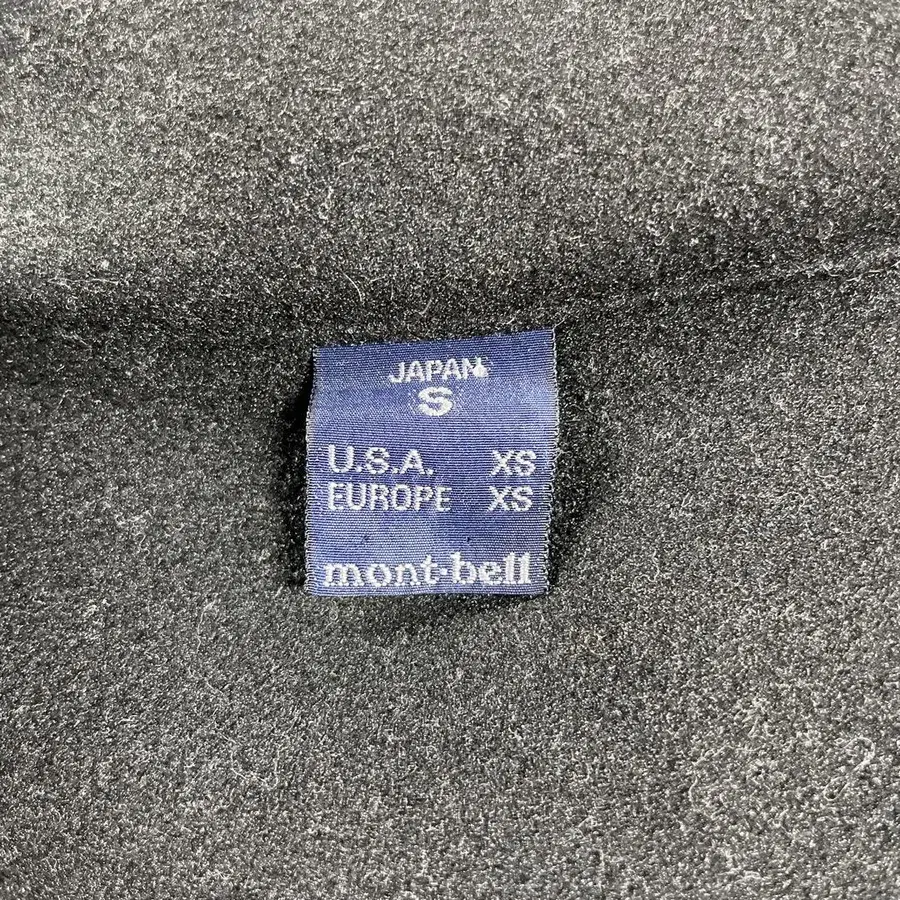 JAPAN
S
U.S.A. XS
EUROPE XS
mont·bell